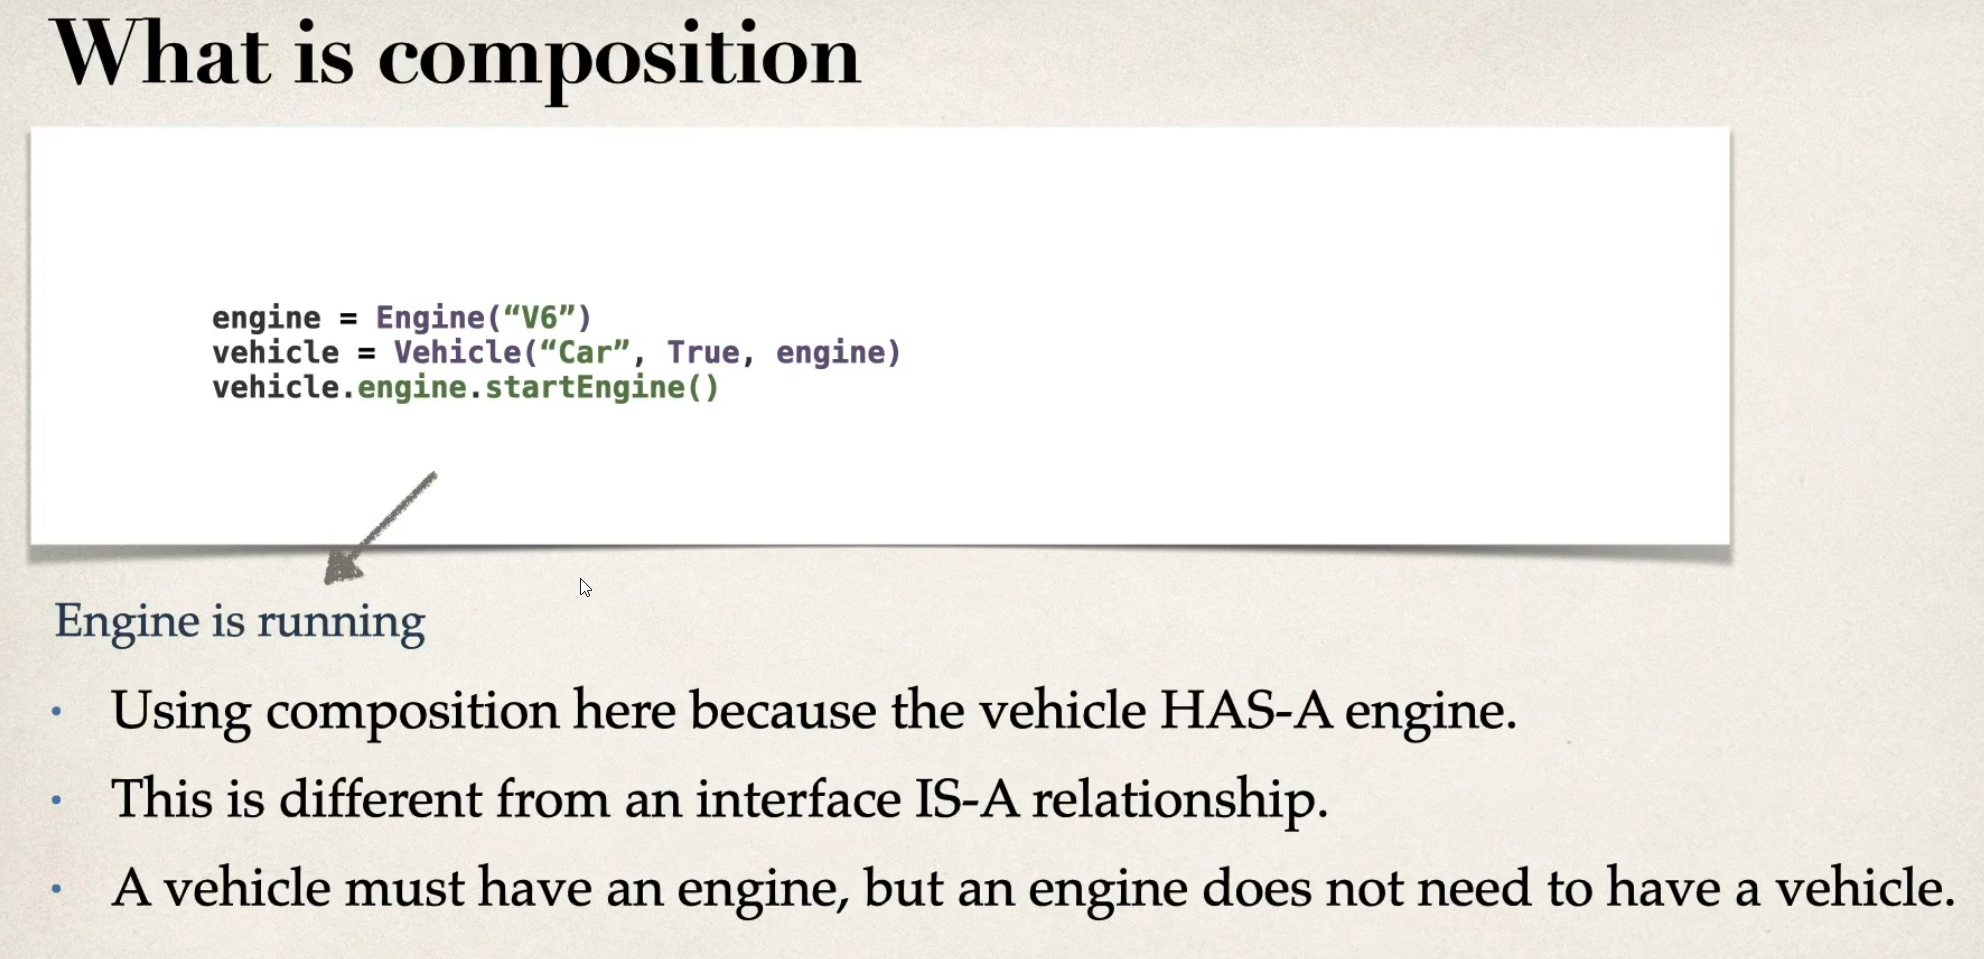 What is composition
engine = Engine(“V6”)
vehicle = Vehicle(“Car”, True, engine)
vehicle.engine.startEngine()
Engine is running
• Using composition here because the vehicle HAS-A engine.
• This is different from an interface IS-A relationship.
• A vehicle must have an engine, but an engine does not need to have a vehicle.